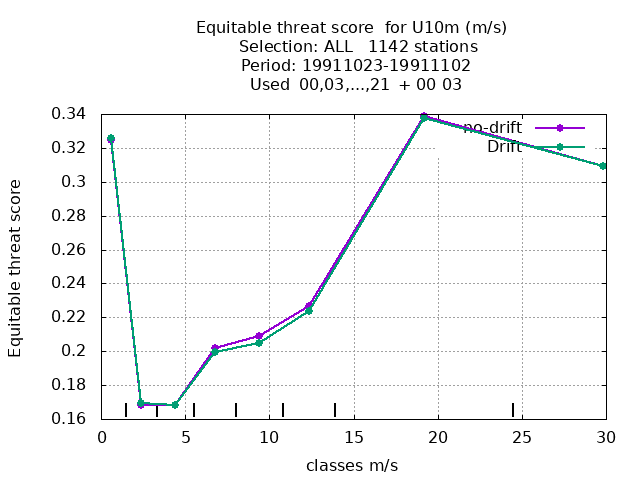 Equitable threat score for U10m (m/s)
Selection: ALL 1142 stations
Period: 19911023-19911102
Used 00,03,...,21 + 00 03
0.34
0.32
0.3
0.28
0.26
0.24
0.22
0.2
0.18
0.16
Equitable threat score
no-drift
Drift
0 5 10 15 20 25 30
classes m/s